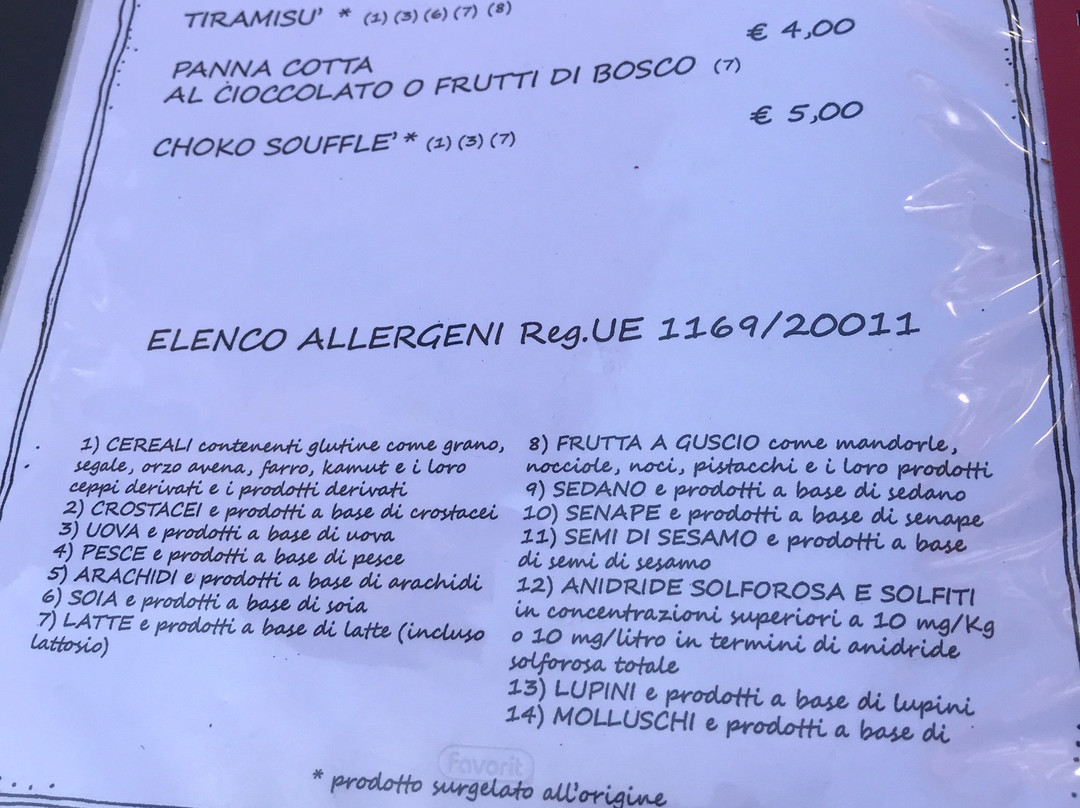 TIRAMISU' * (1) (3) (6) (7) (8)
€ 4,00
PANNA COTTA
AL CIOCCOLATO O FRUTTI DI BOSCO (7)
€ 5,00
CHOKO SOUFFLE' * (1) (3) (7)
ELENCO ALLERGENI Reg.UE 1169/20011
1) CEREALI contenenti glutine come grano,
segale, orzo avena, farro, kamut e i loro
ceppi derivati e i prodotti derivati
2) CROSTACEI e prodotti a base di crostacei
3) UOVA e prodotti a base di uova
4) PESCE e prodotti a base di pesce
5) ARACHIDI e prodotti a base di arachidi
6) SOIA e prodotti a base di soia
7) LATTE e prodotti a base di latte (incluso
lattosio)
8) FRUTTA A GUSCIO come mandorle,
nocciole, noci, pistacchi e i loro prodotti
9) SEDANO e prodotti a base di sedano
10) SENAPE e prodotti a base di senape
11) SEMI DI SESAMO e prodotti a base
di semi di sesamo
12) ANIDRIDE SOLFOROSA E SOLFITI
in concentrazioni superiori a 10 mg/Kg
o 10 mg/litro in termini di anidride
solforosa totale
13) LUPINI e prodotti a base di lupini
14) MOLLUSCHI e prodotti a base di
favorit
* prodotto surgelato all'origine